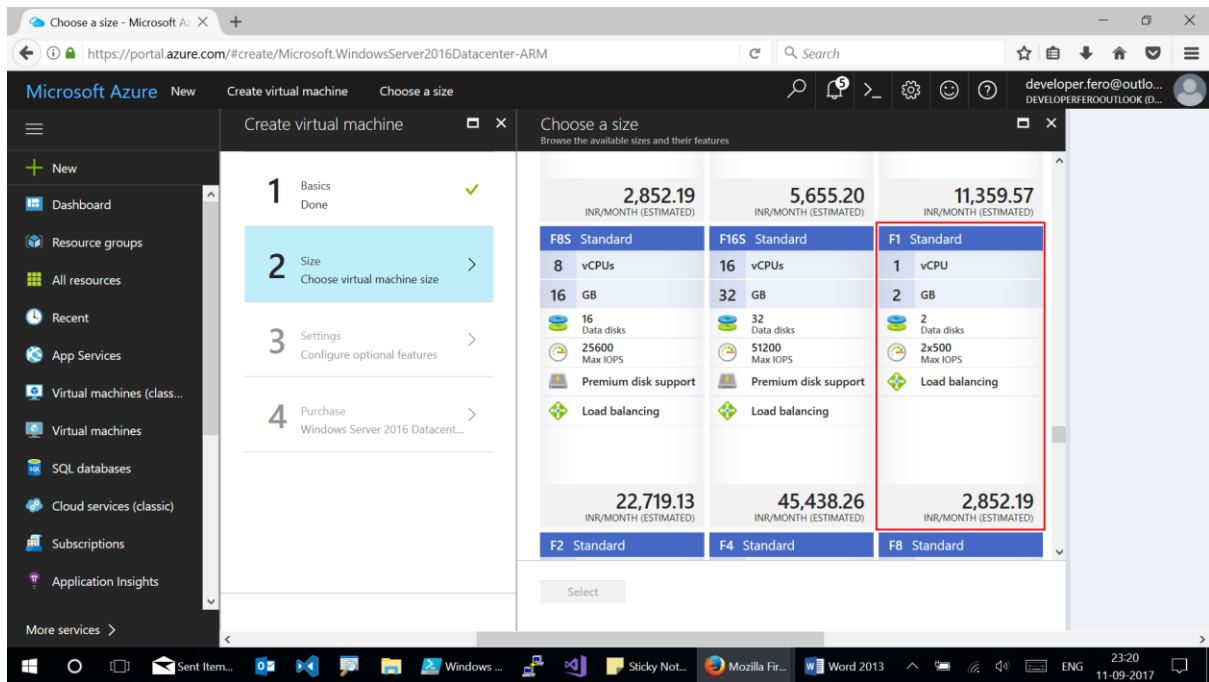 Choose a size - Microsoft Az
https://portal.azure.com/#create/Microsoft.WindowsServer2016Datacenter-ARM
Search
Microsoft Azure New Create virtual machine Choose a size
5
developer.fero@outlo...
DEVELOPERFEROOUTLOOK (D...
New
Dashboard
Resource groups
All resources
Recent
App Services
Virtual machines (class...
Virtual machines
SQL databases
Cloud services (classic)
Subscriptions
Application Insights
More services >
Create virtual machine
1 Basics
Done
2 Size
Choose virtual machine size
3 Settings
Configure optional features
4 Purchase
Windows Server 2016 Datacent...
Choose a size
Browse the available sizes and their features
2,852.19
INR/MONTH (ESTIMATED)
5,655.20
INR/MONTH (ESTIMATED)
11,359.57
INR/MONTH (ESTIMATED)
F8S Standard
8 vCPUs
16 GB
16
Data disks
25600
Max IOPS
Premium disk support
Load balancing
22,719.13
INR/MONTH (ESTIMATED)
F16S Standard
16 vCPUs
32 GB
32
Data disks
51200
Max IOPS
Premium disk support
Load balancing
45,438.26
INR/MONTH (ESTIMATED)
F1 Standard
1 vCPU
2 GB
2
Data disks
2x500
Max IOPS
Load balancing
2,852.19
INR/MONTH (ESTIMATED)
F2 Standard
F4 Standard
F8 Standard
Select
Sent Item...
Windows ...
Sticky Not...
Mozilla Fir...
Word 2013
ENG
23:20
11-09-2017